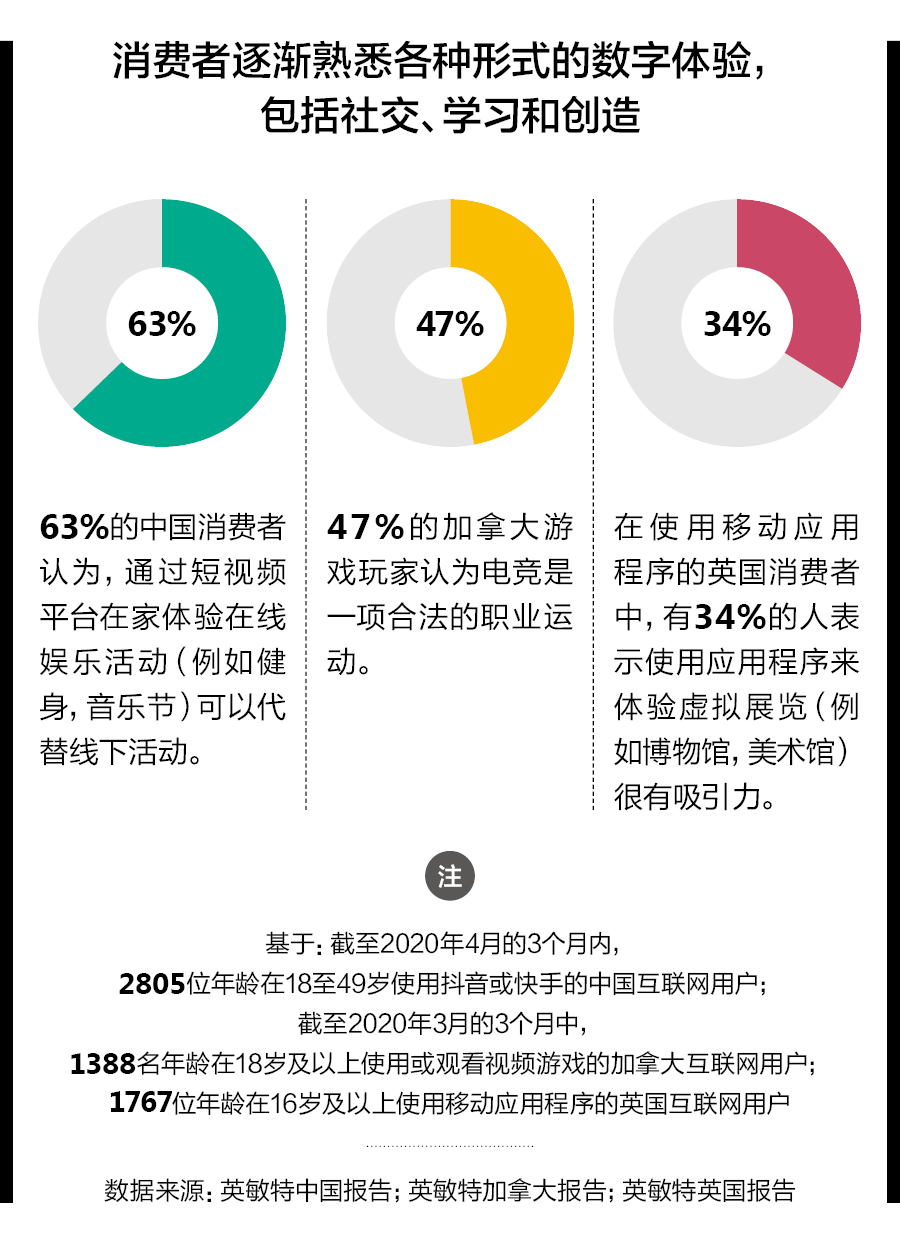 消费者逐渐熟悉各种形式的数字体验，
包括社交、学习和创造
63%
47%
34%
63%的中国消费者
认为，通过短视频
平台在家体验在线
娱乐活动（例如健
身，音乐节）可以代
替线下活动。
47%的加拿大游
戏玩家认为电竞是
一项合法的职业运
动。
在使用移动应用
程序的英国消费者
中，有34%的人表
示使用应用程序来
体验虚拟展览（例
如博物馆，美术馆）
很有吸引力。
注
基于：截至2020年4月的3个月内，
2805位年龄在18至49岁使用抖音或快手的中国互联网用户；
截至2020年3月的3个月中，
1388名年龄在18岁及以上使用或观看视频游戏的加拿大互联网用户；
1767位年龄在16岁及以上使用移动应用程序的英国互联网用户
数据来源：英敏特中国报告；英敏特加拿大报告；英敏特英国报告